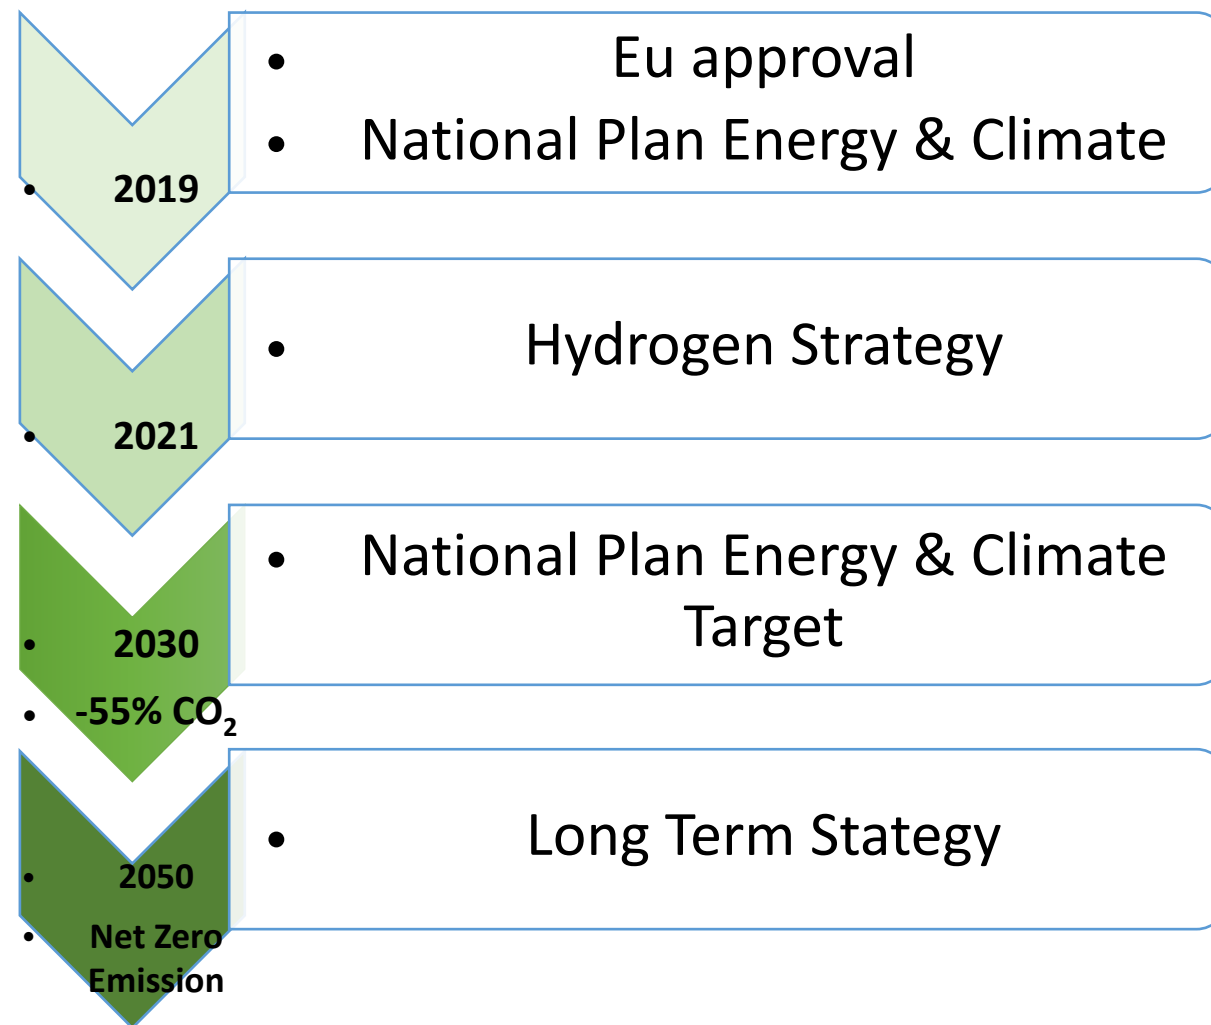 • Eu approval
• National Plan Energy & Climate
• 2019
• Hydrogen Strategy
• 2021
• National Plan Energy & Climate
Target
• 2030
• -55% CO₂
• Long Term Stategy
• 2050
• Net Zero
Emission